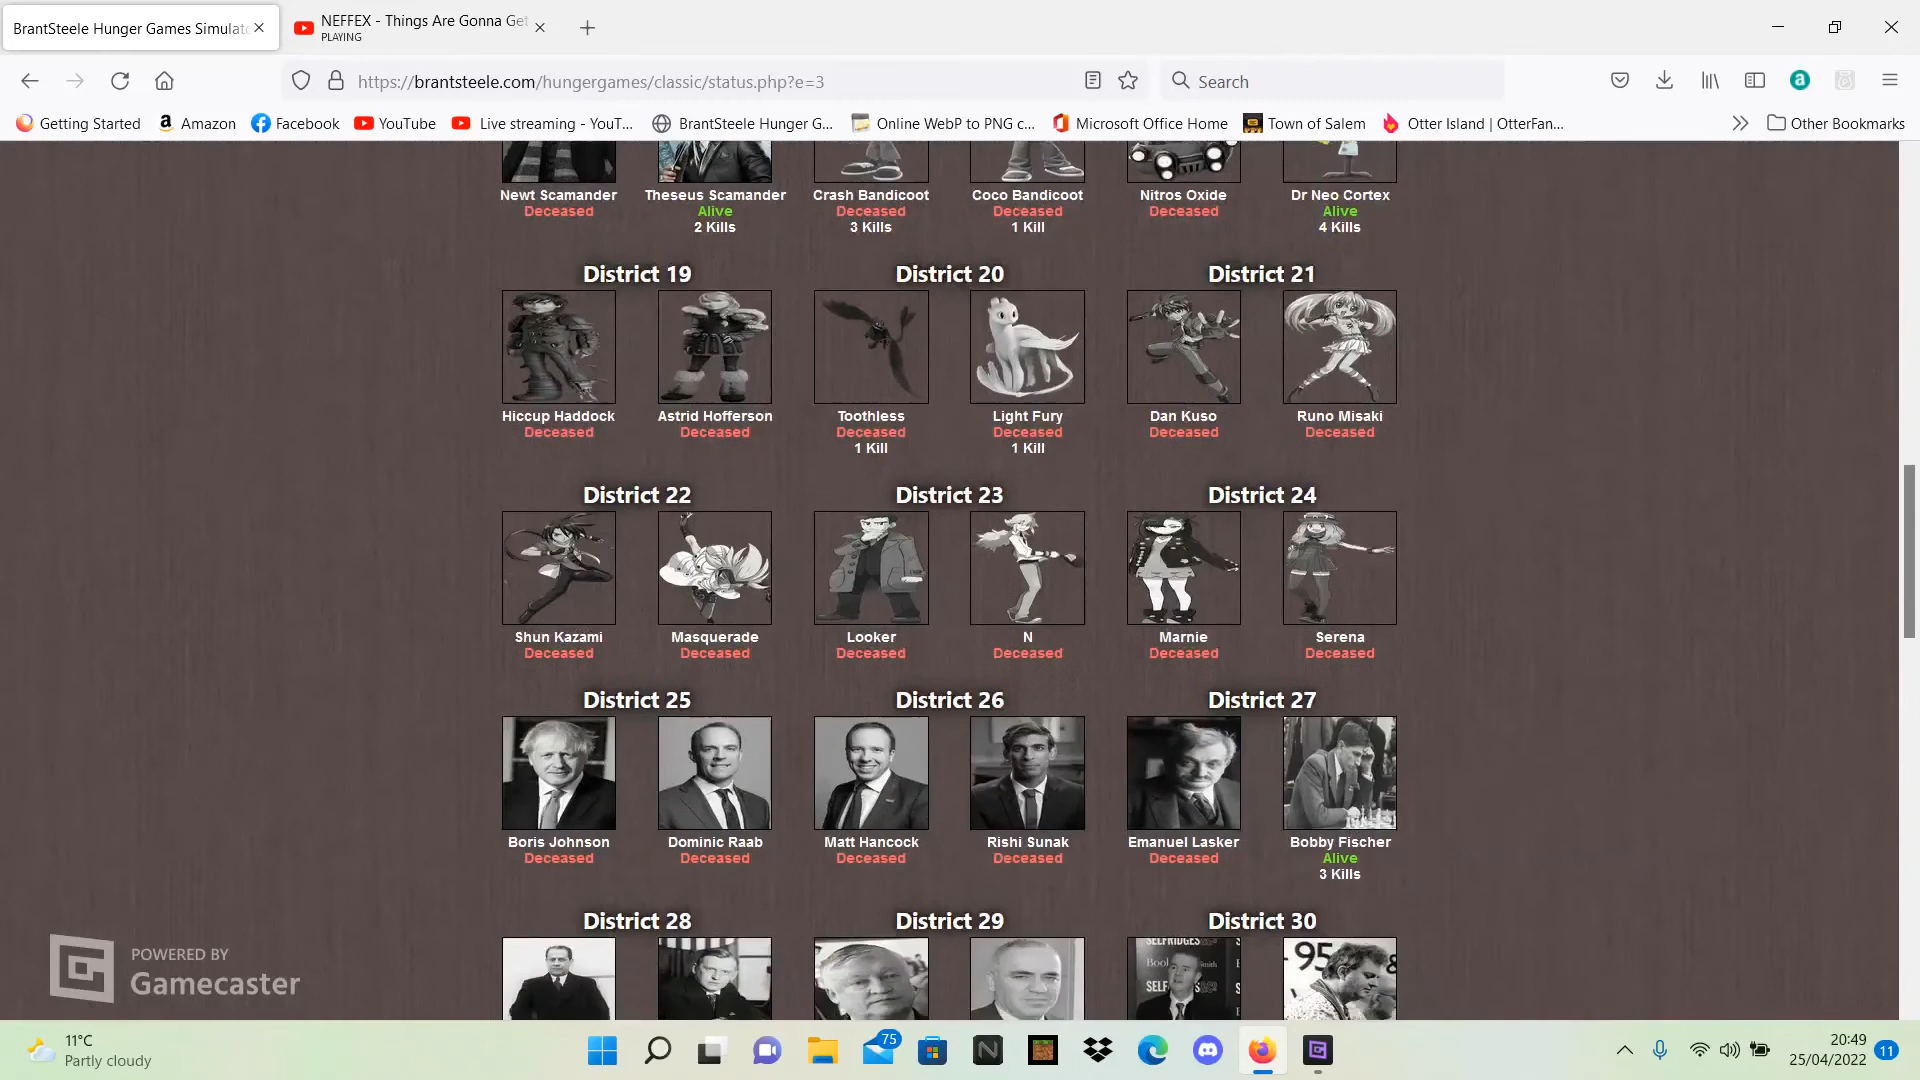 BrantSteele Hunger Games Simulato
NEFFEX - Things Are Gonna Get
PLAYING
https://brantsteele.com/hungergames/classic/status.php?e=3
Search
Getting Started
Amazon
Facebook
YouTube
Live streaming - YouT...
BrantSteele Hunger G...
Online WebP to PNG c...
Microsoft Office Home
Town of Salem
Otter Island | OtterFan...
Other Bookmarks
Newt Scamander Theseus Scamander Crash Bandicoot Coco Bandicoot Nitros Oxide Dr Neo Cortex
Deceased Alive Deceased Deceased Deceased Alive
2 Kills 3 Kills 1 Kill 4 Kills
District 19 District 20 District 21
Hiccup Haddock Astrid Hofferson Toothless Light Fury Dan Kuso Runo Misaki
Deceased Deceased Deceased Deceased Deceased Deceased
1 Kill 1 Kill
District 22 District 23 District 24
Shun Kazami Masquerade Looker N Marnie Serena
Deceased Deceased Deceased Deceased Deceased Deceased
District 25 District 26 District 27
Boris Johnson Dominic Raab Matt Hancock Rishi Sunak Emanuel Lasker Bobby Fischer
Deceased Deceased Deceased Deceased Deceased Alive
3 Kills
District 28 District 29 District 30
SELFRIDGES
95
POWERED BY
Gamecaster
11°C
Partly cloudy
75
20:49
25/04/2022
11